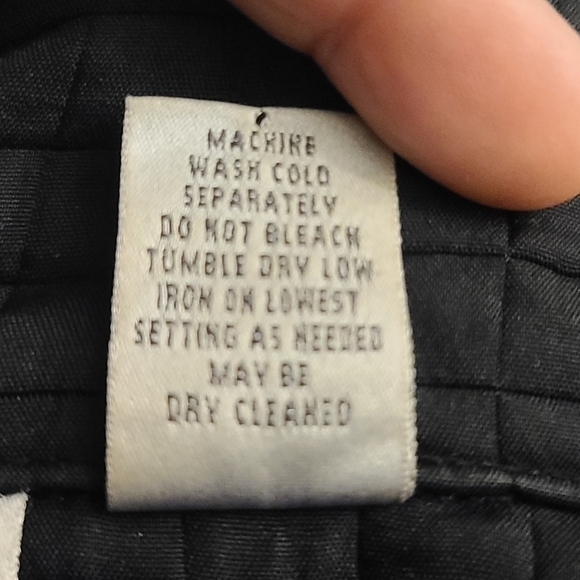 MACHINE
WASH COLD
SEPARATELY
DO NOT BLEACH
TUMBLE DRY LOW
IRON ON LOWEST
SETTING AS NEEDED
MAY BE
DRY CLEANED